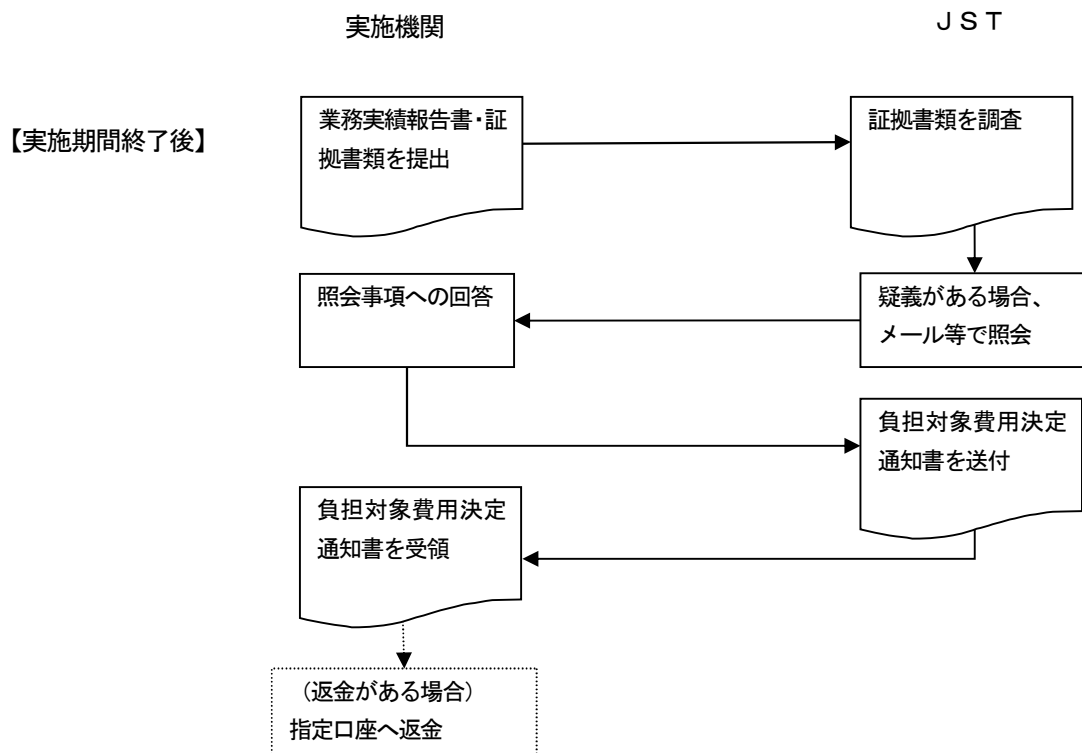 実施機関
ＪＳＴ
【実施期間終了後】
業務実績報告書・証
拠書類を提出
証拠書類を調査
疑義がある場合、
メール等で照会
照会事項への回答
負担対象費用決定
通知書を送付
負担対象費用決定
通知書を受領
（返金がある場合）
指定口座へ返金